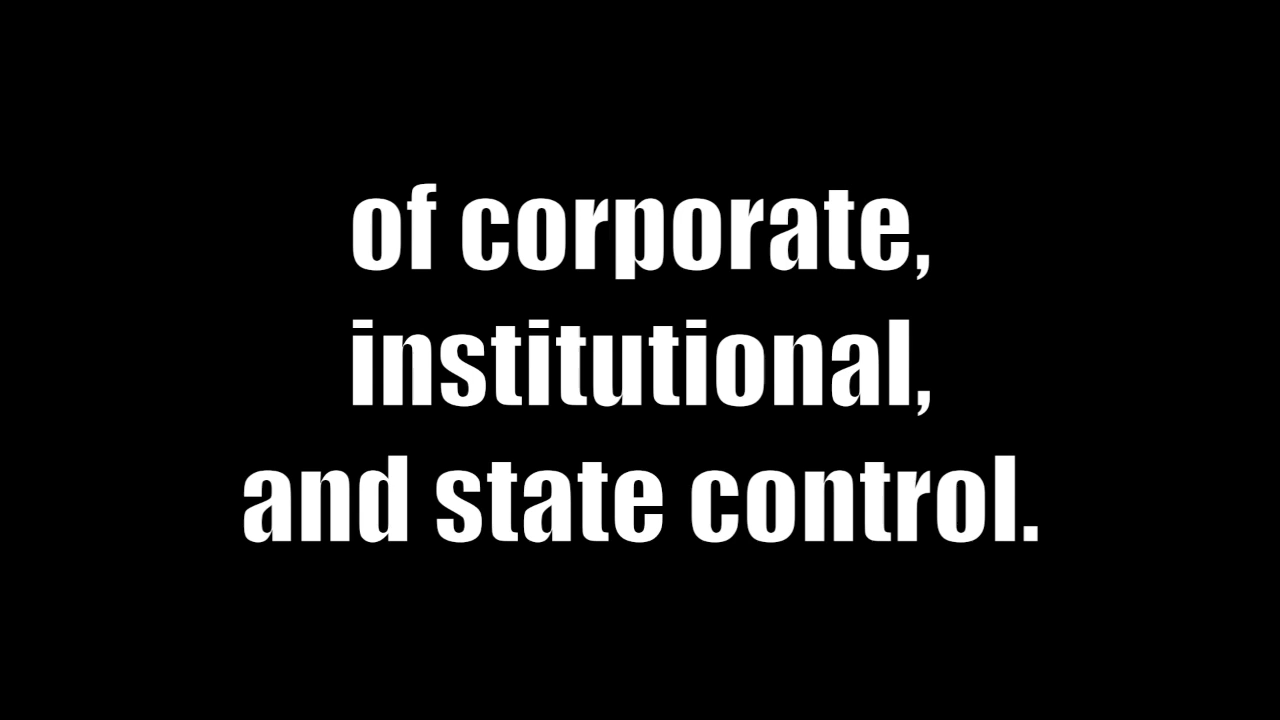 of corporate,
institutional,
and state control.